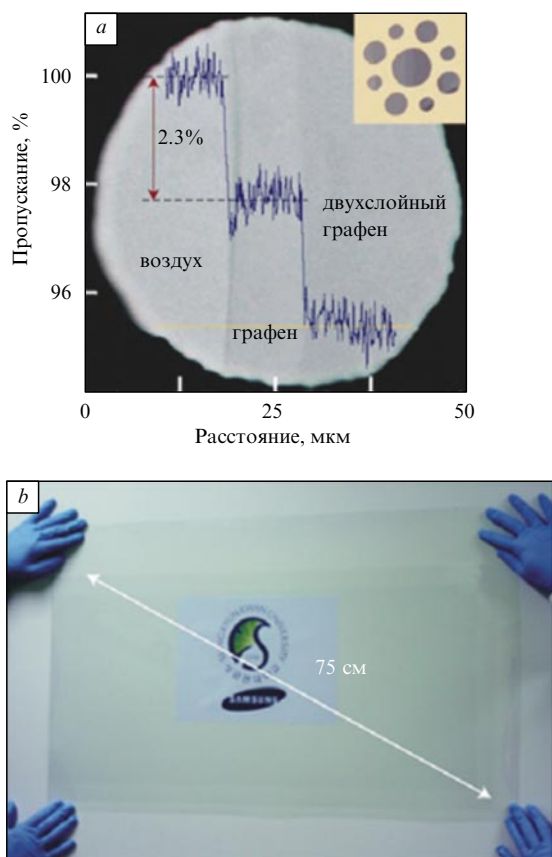 a
100
98
96
Пропускание, %
2.3%
воздух
графен
двухслойный
графен
0
25
50
Расстояние, мкм
b
75 см
SAMSUNG